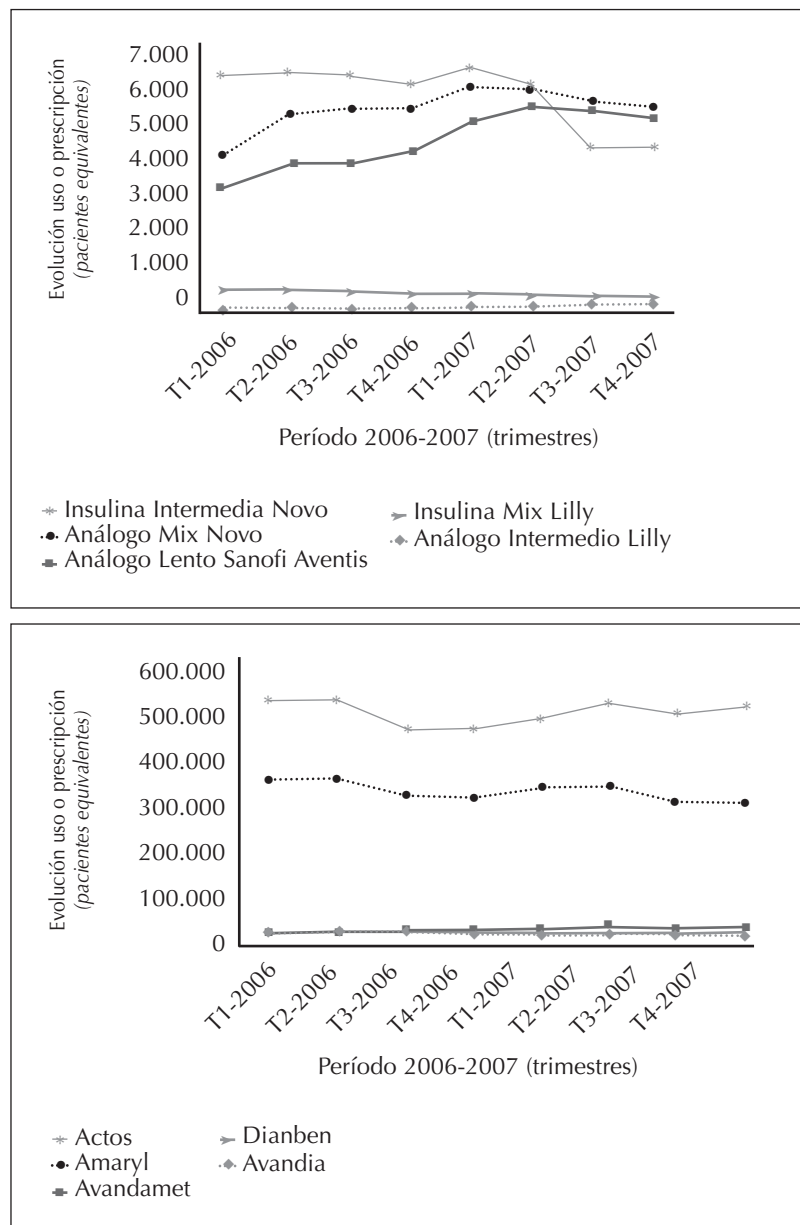 Evolución uso o prescripción
(pacientes equivalentes)
7.000
6.000
5.000
4.000
3.000
2.000
1.000
0
T1-2006
T2-2006
T3-2006
T4-2006
T1-2007
T2-2007
T3-2007
T4-2007
Período 2006-2007 (trimestres)
Insulina Intermedia Novo
Análogo Mix Novo
Análogo Lento Sanofi Aventis
Insulina Mix Lilly
Análogo Intermedio Lilly
Evolución uso o prescripción
(pacientes equivalentes)
600.000
500.000
400.000
300.000
200.000
100.000
0
T1-2006
T2-2006
T3-2006
T4-2006
T1-2007
T2-2007
T3-2007
T4-2007
Período 2006-2007 (trimestres)
Actos
Amaryl
Avandamet
Dianben
Avandia